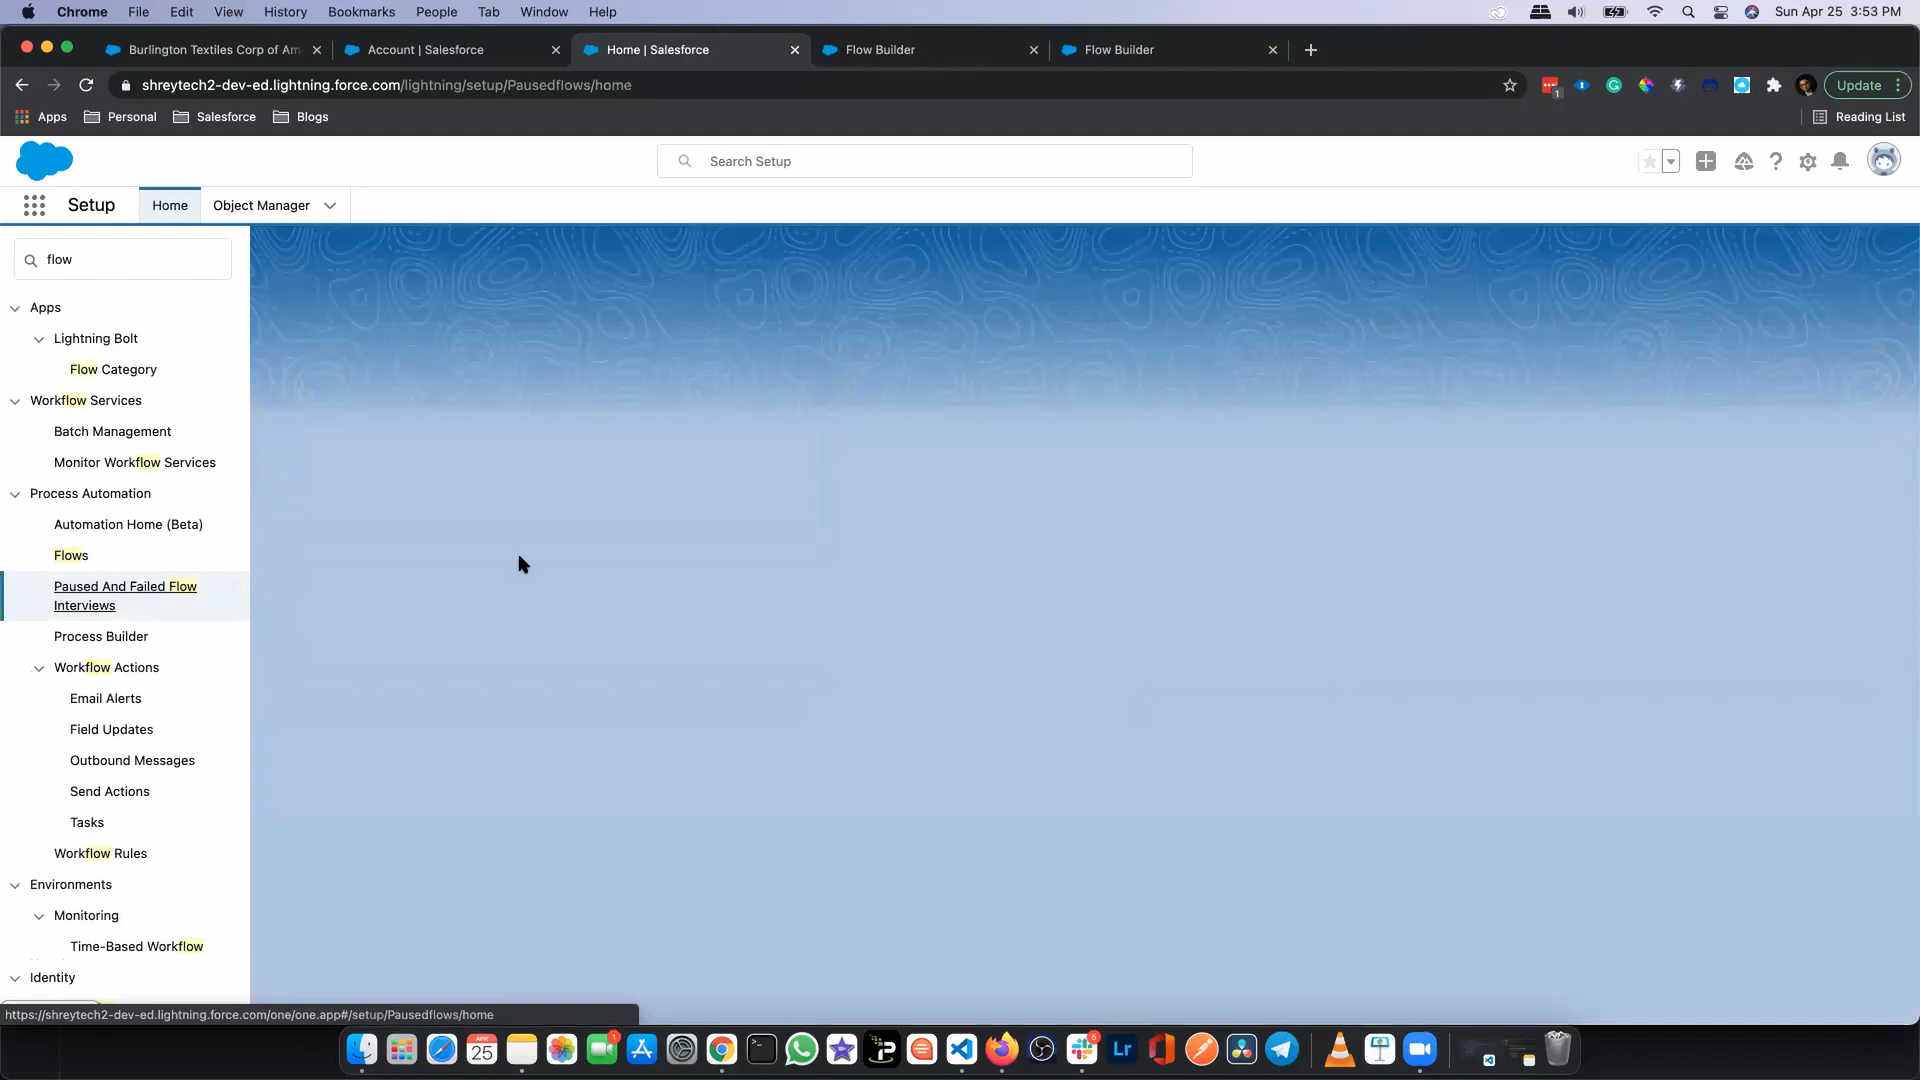 Chrome File Edit View History Bookmarks People Tab Window Help Sun Apr 25 3:53 PM
Burlington Textiles Corp of Am Account | Salesforce Home | Salesforce Flow Builder Flow Builder
shreytech2-dev-ed.lightning.force.com/lightning/setup/Pausedflows/home 1 Update
Apps Personal Salesforce Blogs Reading List
Search Setup
Setup Home Object Manager
flow
Apps
Lightning Bolt
Flow Category
Workflow Services
Batch Management
Monitor Workflow Services
Process Automation
Automation Home (Beta)
Flows
Paused And Failed Flow
Interviews
Process Builder
Workflow Actions
Email Alerts
Field Updates
Outbound Messages
Send Actions
Tasks
Workflow Rules
Environments
Monitoring
Time-Based Workflow
Identity
https://shreytech2-dev-ed.lightning.force.com/one/one.app#/setup/Pausedflows/home
APR
25
1
Lr